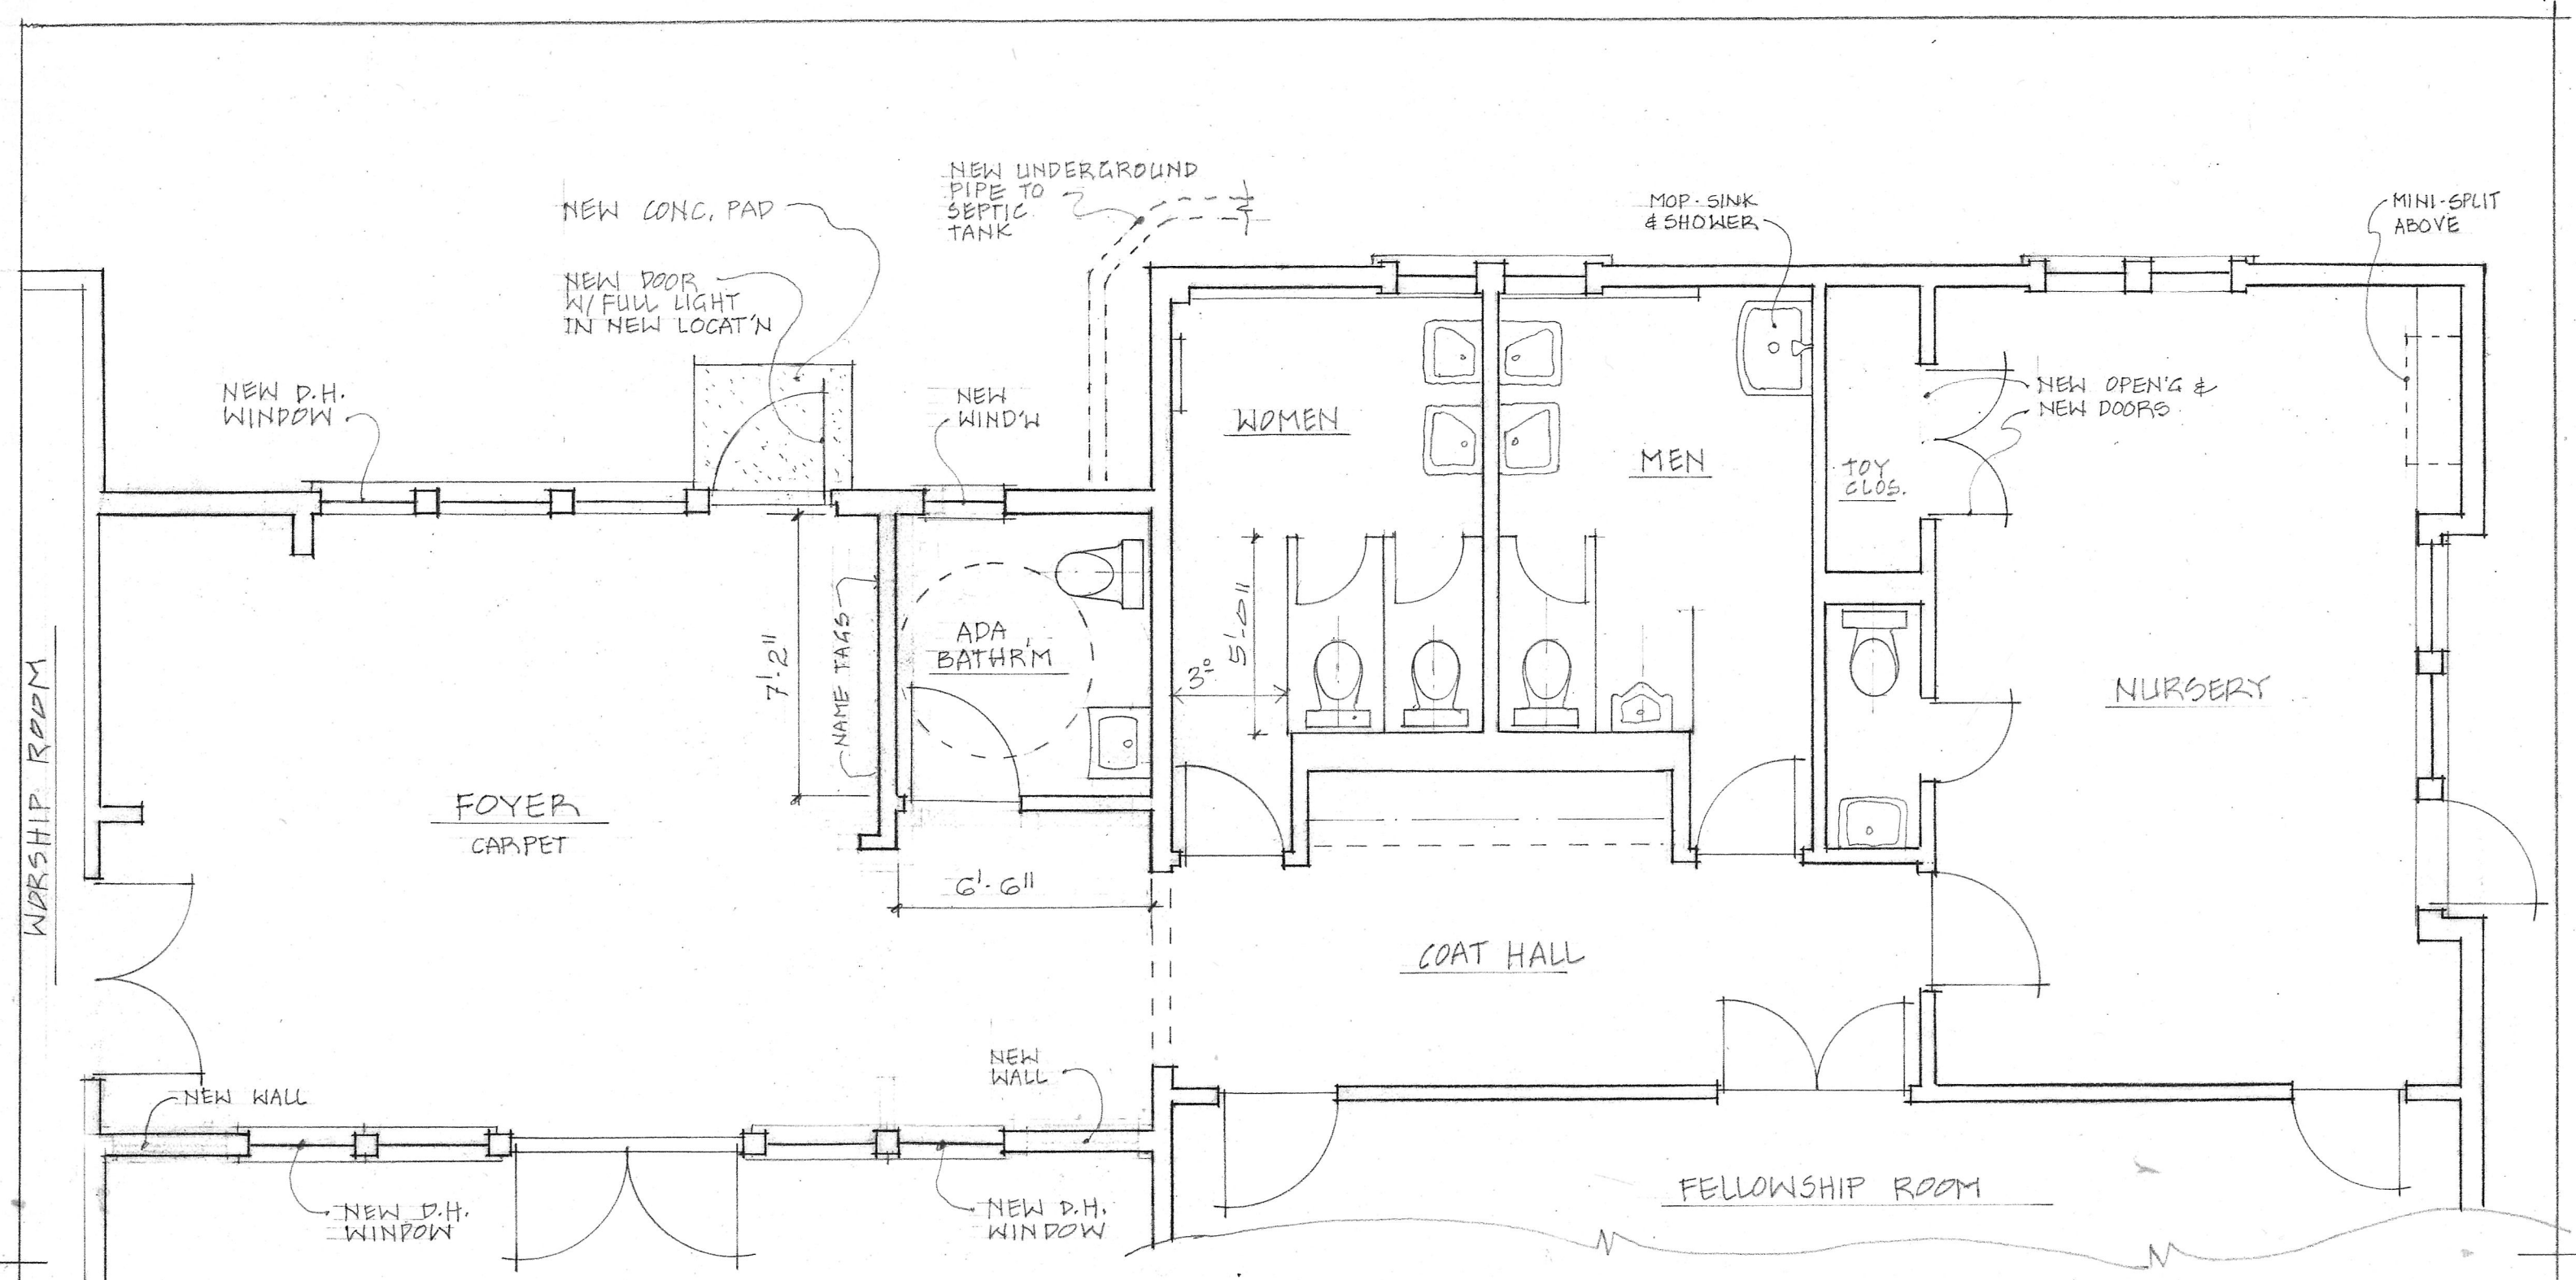 NEW UNDERGROUND
PIPE TO
SEPTIC
TANK
NEW CONC. PAD
MOP-SINK
& SHOWER
MINI-SPLIT
ABOVE
NEW DOOR
W/ FULL LIGHT
IN NEW LOCAT'N
NEW D.H.
WINDOW
NEW
WIND'W
WOMEN
MEN
TOY
CLOS.
NEW OPEN'G &
NEW DOORS
7'-2"
NAME TAGS
ADA
BATHR'M
3⁰
5'-0"
NURSERY
WORSHIP ROOM
FOYER
CARPET
6'-6"
COAT HALL
NEW WALL
NEW
WALL
NEW D.H.
WINDOW
NEW D.H.
WINDOW
FELLOWSHIP ROOM